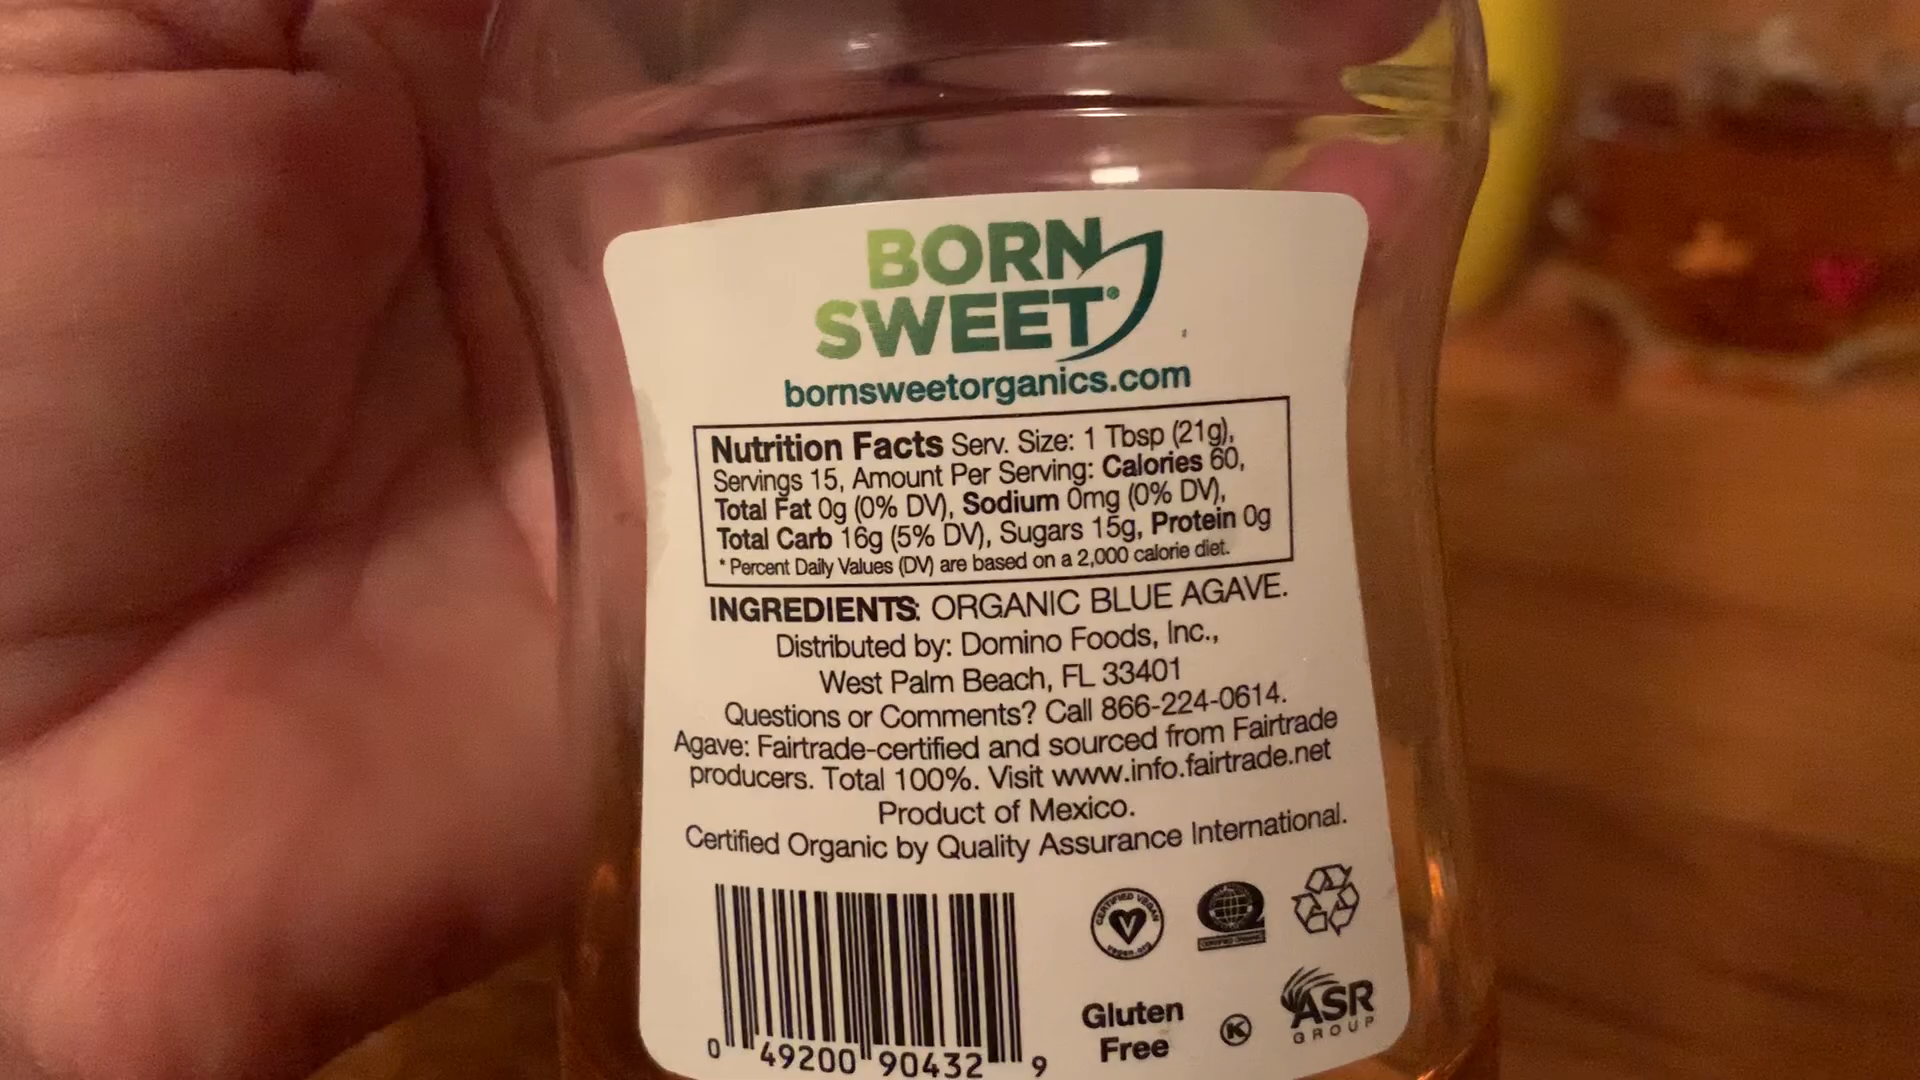 BORN
SWEET®
bornsweetorganics.com
Nutrition Facts Serv. Size: 1 Tbsp (21g),
Servings 15, Amount Per Serving: Calories 60,
Total Fat 0g (0% DV), Sodium 0mg (0% DV),
Total Carb 16g (5% DV), Sugars 15g, Protein 0g
* Percent Daily Values (DV) are based on a 2,000 calorie diet.
INGREDIENTS: ORGANIC BLUE AGAVE.
Distributed by: Domino Foods, Inc.,
West Palm Beach, FL 33401
Questions or Comments? Call 866-224-0614.
Agave: Fairtrade-certified and sourced from Fairtrade
producers. Total 100%. Visit www.info.fairtrade.net
Product of Mexico.
Certified Organic by Quality Assurance International.
CERTIFIED VEGAN
V
vegan.org
CERTIFIED ORGANIC
Gluten
Free
K
ASR
GROUP
0 49200 90432 9